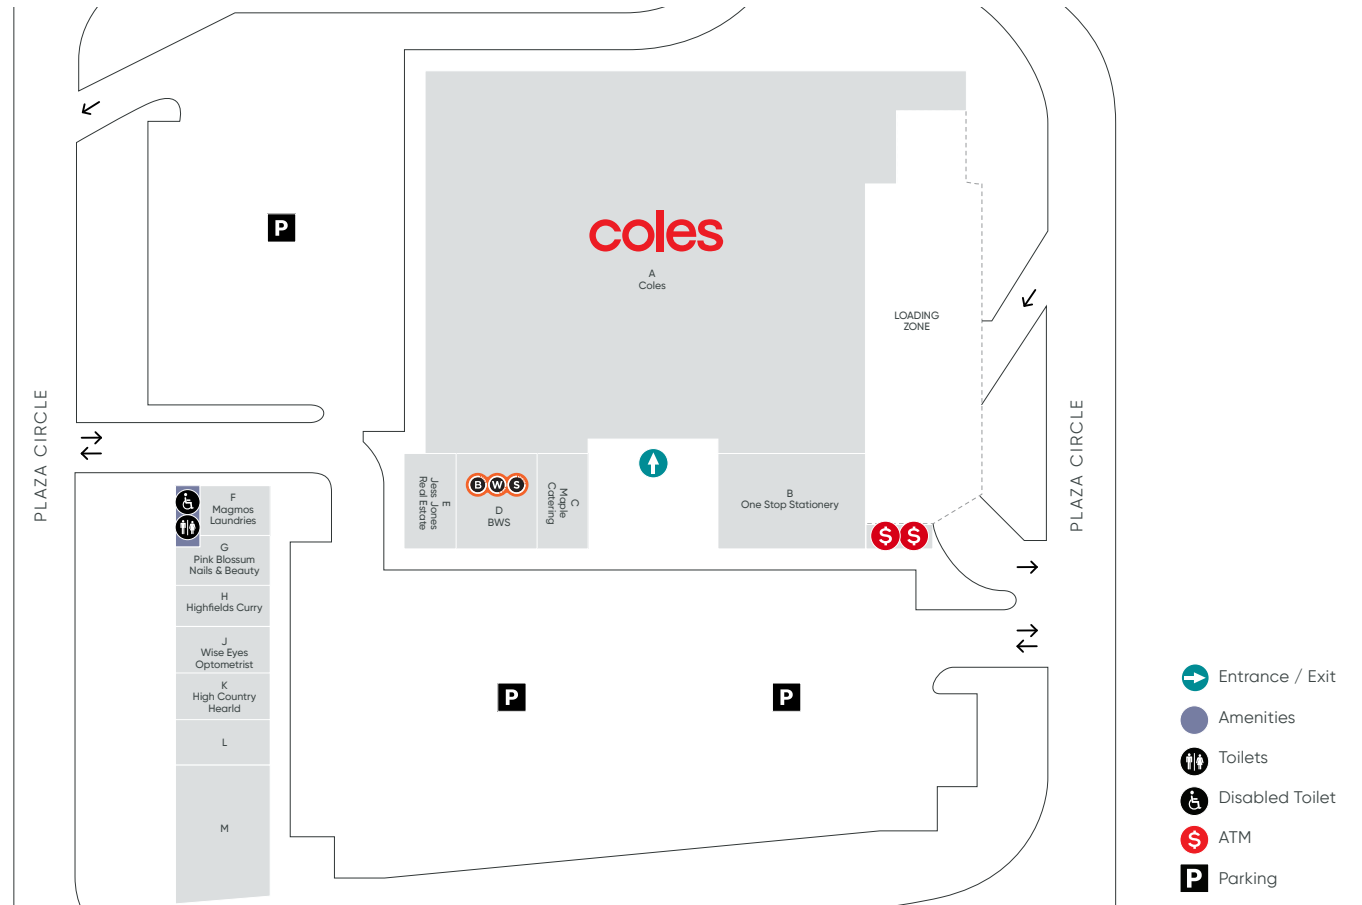 P
coles
A
Coles
LOADING
ZONE
PLAZA CIRCLE
PLAZA CIRCLE
E
Jess Jones
Real Estate
BWS
D
BWS
C
Maple
Catering
B
One Stop Stationery
$ $
F
Magmos
Laundries
G
Pink Blossum
Nails & Beauty
H
Highfields Curry
J
Wise Eyes
Optometrist
K
High Country
Hearld
L
M
P
P
Entrance / Exit
Amenities
Toilets
Disabled Toilet
$ ATM
P Parking